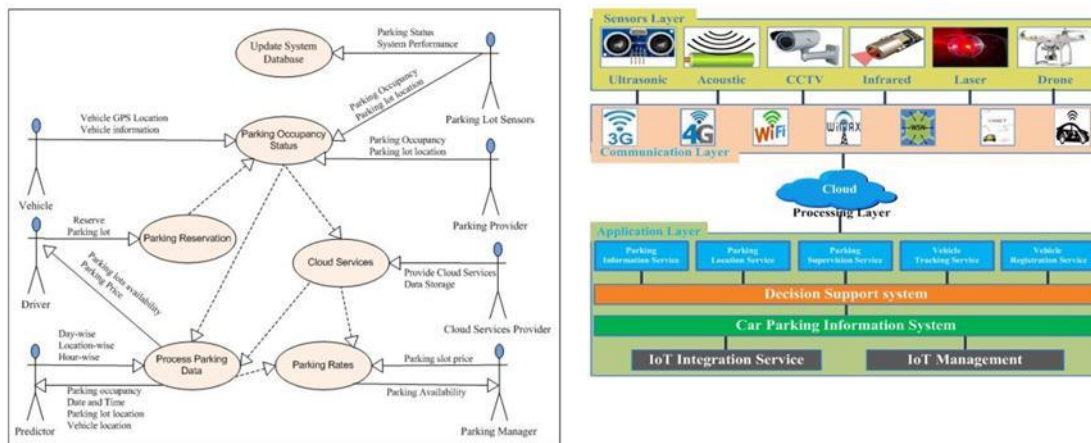 Parking Status
System Performance
Update System
Database
Parking Occupancy
Parking lot location
Parking Lot Sensors
Vehicle GPS Location
Vehicle information
Parking Occupancy
Status
Parking Occupancy
Parking lot location
Vehicle
Parking Provider
Reserve
Parking lot
Parking Reservation
Driver
Parking lots availability
Parking Price
Cloud Services
Provide Cloud Services
Data Storage
Cloud Services Provider
Day-wise
Location-wise
Hour-wise
Process Parking
Data
Parking Rates
Parking slot price
Parking Availability
Parking occupancy
Date and Time
Parking lot location
Vehicle location
Predictor
Parking Manager
Sensors Layer
Ultrasonic
Acoustic
CCTV
Infrared
Laser
Drone
3G
4G
WiFi
WiMAX
WSN
Communication Layer
Cloud
Processing Layer
Application Layer
Parking
Information Service
Parking
Location Service
Parking
Supervision Service
Vehicle
Tracking Service
Vehicle
Registration Service
Decision Support system
Car Parking Information System
IoT Integration Service
IoT Management